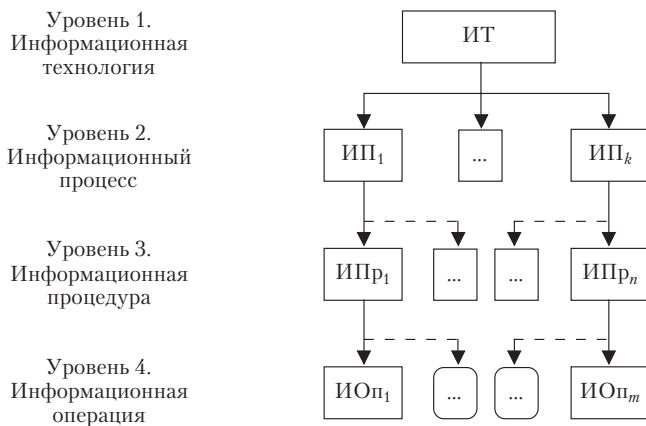 Уровень 1.
Информационная
технология
ИТ
Уровень 2.
Информационный
процесс
ИП₁ ... ИПₖ
Уровень 3.
Информационная
процедура
ИПр₁ ... ... ИПрₙ
Уровень 4.
Информационная
операция
ИОп₁ ... ... ИОпₘ